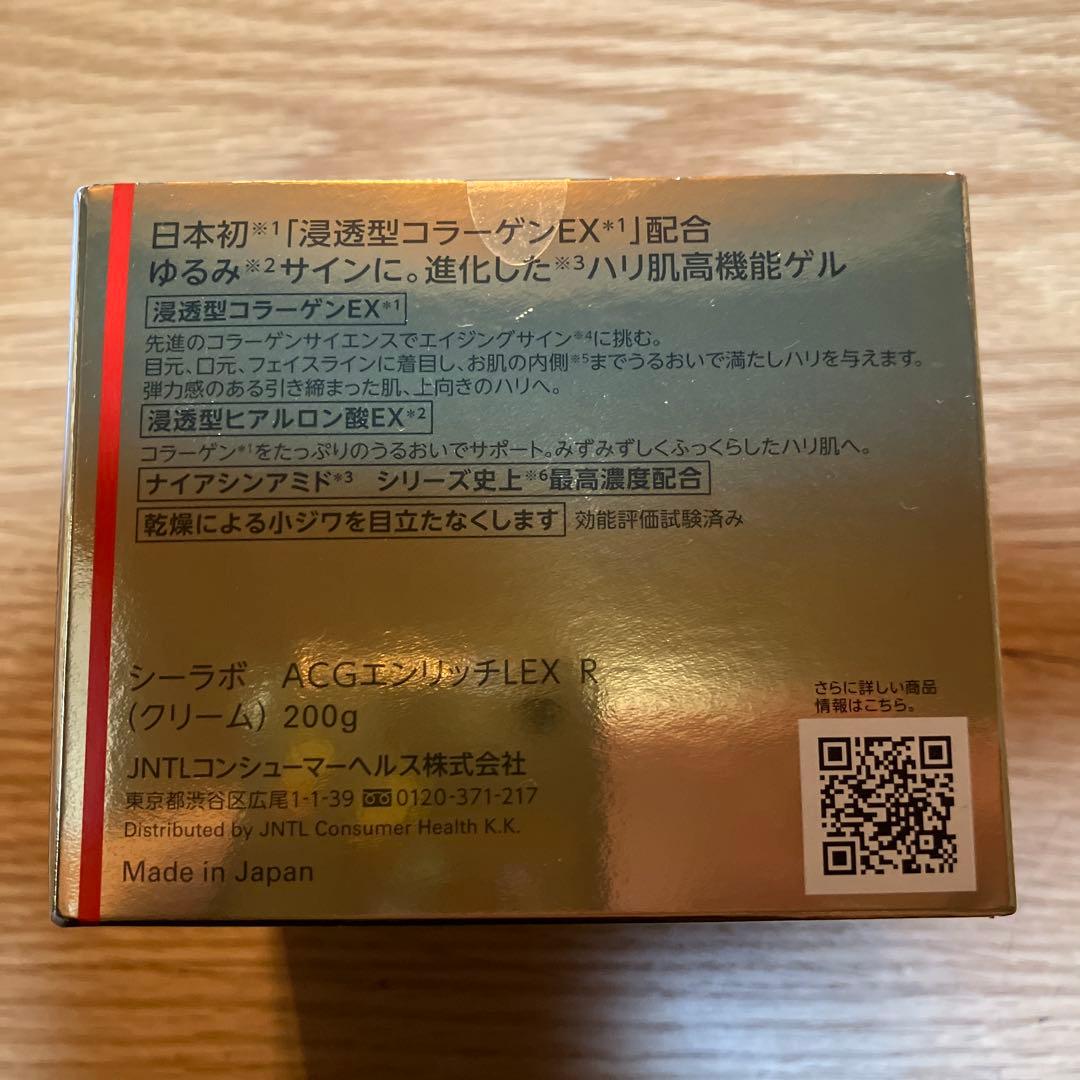 日本初※1「浸透型コラーゲンEX*1」配合
ゆるみ※2サインに。進化した※3ハリ肌高機能ゲル
浸透型コラーゲンEX*1
先進のコラーゲンサイエンスでエイジングサイン※4に挑む。
目元、口元、フェイスラインに着目し、お肌の内側※5までうるおいで満たしハリを与えます。
弾力感のある引き締まった肌、上向きのハリへ。
浸透型ヒアルロン酸EX*2
コラーゲン*1をたっぷりのうるおいでサポート。みずみずしくふっくらしたハリ肌へ。
ナイアシンアミド*3 シリーズ史上※6最高濃度配合
乾燥による小ジワを目立たなくします 効能評価試験済み
シーラボ ACGエンリッチLEX R
(クリーム) 200g
JNTLコンシューマーヘルス株式会社
東京都渋谷区広尾1-1-39 0120-371-217
Distributed by JNTL Consumer Health K.K.
Made in Japan
さらに詳しい商品
情報はこちら。